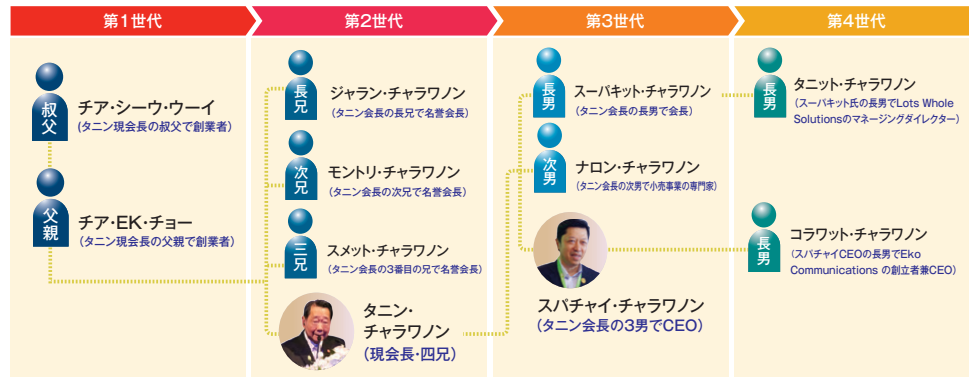 第1世代
第2世代
第3世代
第4世代
叔父
チア・シーウ・ウーイ
(タニン現会長の叔父で創業者)
父親
チア・EK・チョー
(タニン現会長の父親で創業者)
長兄
ジャラン・チャラワノン
(タニン会長の長兄で名誉会長)
次兄
モントリ・チャラワノン
(タニン会長の次兄で名誉会長)
三兄
スメット・チャラワノン
(タニン会長の3番目の兄で名誉会長)
タニン・
チャラワノン
(現会長・四兄)
長男
スーパキット・チャラワノン
(タニン会長の長男で会長)
次男
ナロン・チャラワノン
(タニン会長の次男で小売事業の専門家)
スパチャイ・チャラワノン
(タニン会長の3男でCEO)
長男
タニット・チャラワノン
(スーパキット氏の長男でLots Whole
Solutionsのマネージングダイレクター)
長男
コラワット・チャラワノン
(スパチャイCEOの長男でEko
Communications の創立者兼CEO)